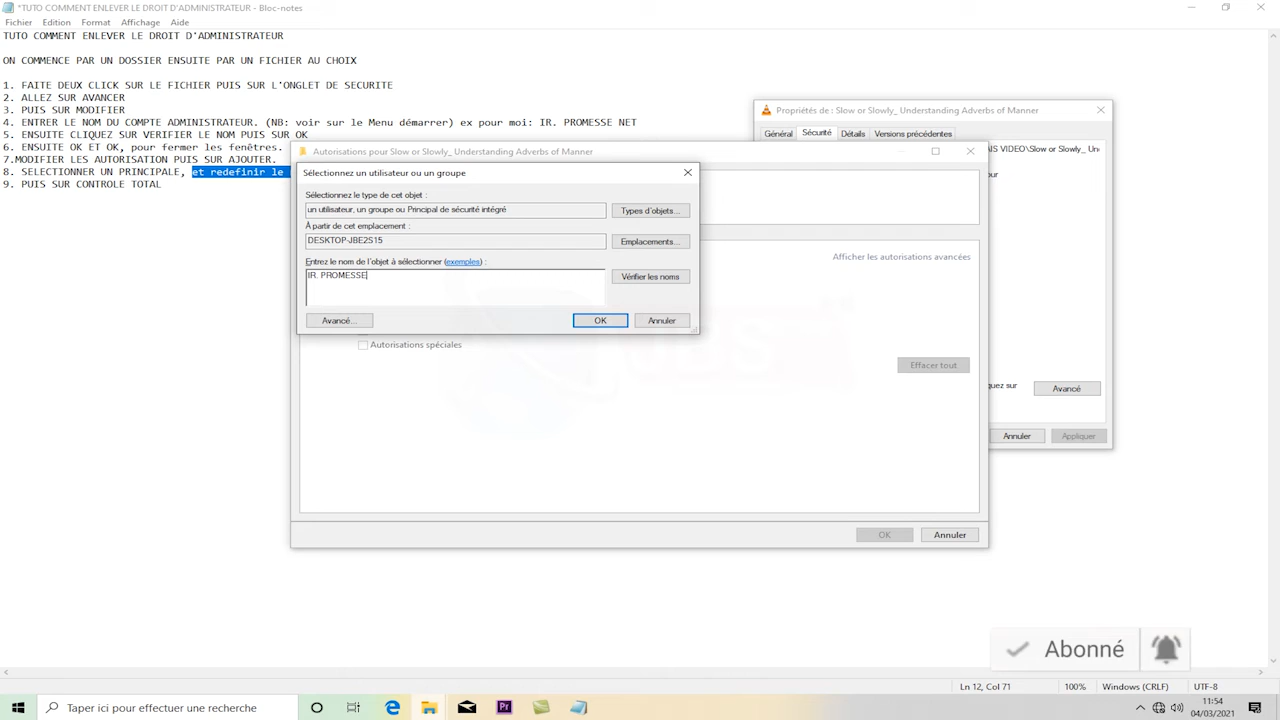 *TUTO COMMENT ENLEVER LE DROIT D'ADMINISTRATEUR - Bloc-notes
Fichier Edition Format Affichage Aide
TUTO COMMENT ENLEVER LE DROIT D'ADMINISTRATEUR
ON COMMENCE PAR UN DOSSIER ENSUITE PAR UN FICHIER AU CHOIX
1. FAITE DEUX CLICK SUR LE FICHIER PUIS SUR L'ONGLET DE SECURITE
2. ALLEZ SUR AVANCER
3. PUIS SUR MODIFIER
4. ENTRER LE NOM DU COMPTE ADMINISTRATEUR. (NB: voir sur le Menu démarrer) ex pour moi: IR. PROMESSE NET
5. ENSUITE CLIQUEZ SUR VERIFIER LE NOM PUIS SUR OK
6. ENSUITE OK ET OK, pour fermer les fenêtres.
7.MODIFIER LES AUTORISATION PUIS SUR AJOUTER.
8. SELECTIONNER UN PRINCIPALE, et redefinir le
9. PUIS SUR CONTROLE TOTAL
Propriétés de : Slow or Slowly_ Understanding Adverbs of Manner
Général Sécurité Détails Versions précédentes
AIS VIDEO\Slow or Slowly_ Un
our
quez sur
Avancé
Annuler Appliquer
Autorisations pour Slow or Slowly_ Understanding Adverbs of Manner
Afficher les autorisations avancées
Autorisations spéciales
Effacer tout
OK Annuler
Sélectionnez un utilisateur ou un groupe
Sélectionnez le type de cet objet :
un utilisateur, un groupe ou Principal de sécurité intégré
Types d'objets...
À partir de cet emplacement :
DESKTOP-JBE2S15
Emplacements...
Entrez le nom de l'objet à sélectionner (exemples) :
IR. PROMESSE
Vérifier les noms
Avancé... OK Annuler
Abonné
Ln 12, Col 71 100% Windows (CRLF) UTF-8
Taper ici pour effectuer une recherche
Pr
11:54
04/03/2021